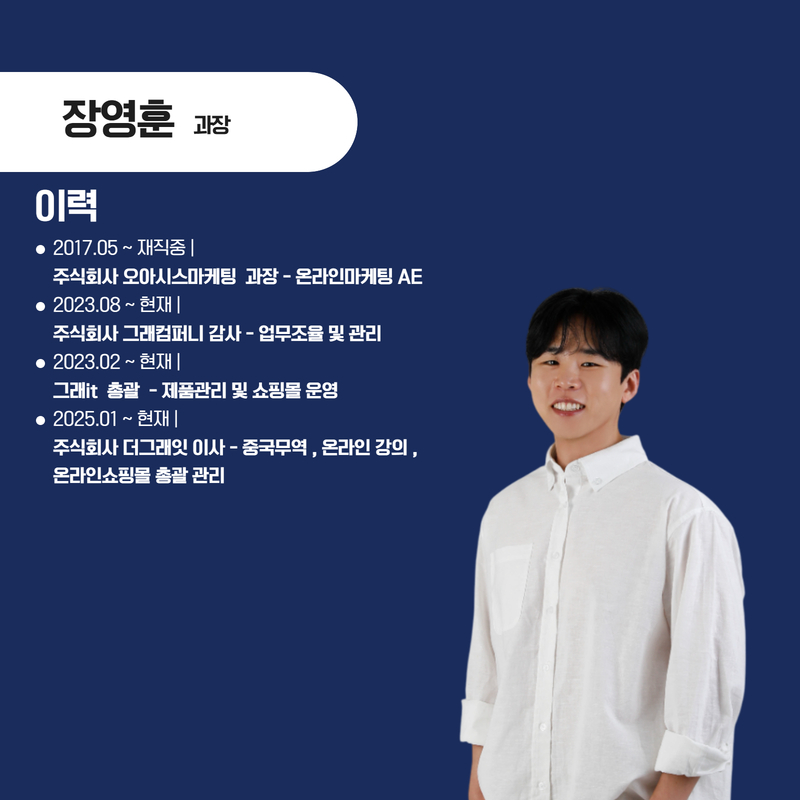 장영훈 과장
이력
● 2017.05 ~ 재직중 |
주식회사 오아시스마케팅 과장 - 온라인마케팅 AE
● 2023.08 ~ 현재 |
주식회사 그래컴퍼니 감사 - 업무조율 및 관리
● 2023.02 ~ 현재 |
그래it 총괄 - 제품관리 및 쇼핑몰 운영
● 2025.01 ~ 현재 |
주식회사 더그래잇 이사 - 중국무역 , 온라인 강의 ,
온라인쇼핑몰 총괄 관리